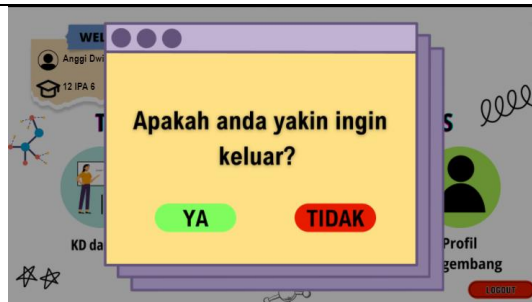 WEL
Anggi Dwi
12 IPA 6
T
S
Apakah anda yakin ingin
keluar?
YA
TIDAK
KD da
Profil
gembang
LOGOUT